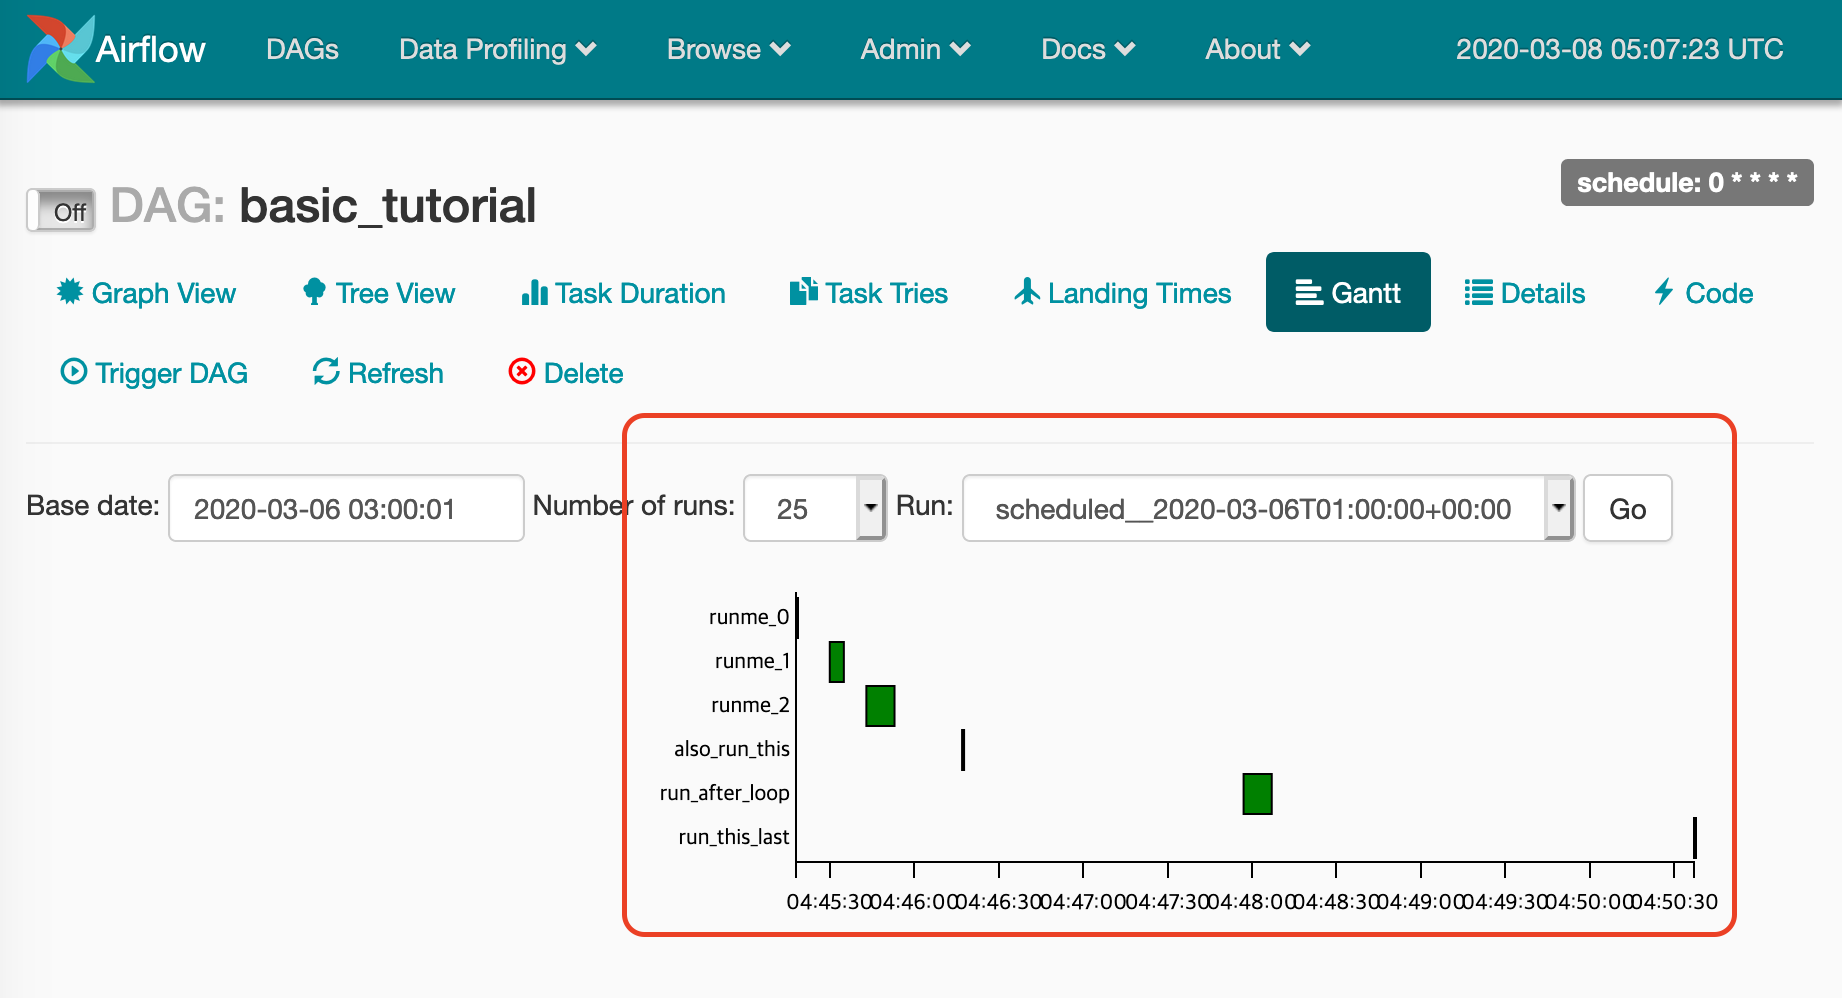 Airflow DAGs Data Profiling Browse Admin Docs About 2020-03-08 05:07:23 UTC
schedule: 0 * * * *
Off DAG: basic_tutorial
Graph View Tree View Task Duration Task Tries Landing Times Gantt Details Code
Trigger DAG Refresh Delete
Base date: 2020-03-06 03:00:01 Number of runs: 25 Run: scheduled__2020-03-06T01:00:00+00:00 Go
runme_0
runme_1
runme_2
also_run_this
run_after_loop
run_this_last
04:45:30 04:46:00 04:46:30 04:47:00 04:47:30 04:48:00 04:48:30 04:49:00 04:49:30 04:50:00 04:50:30